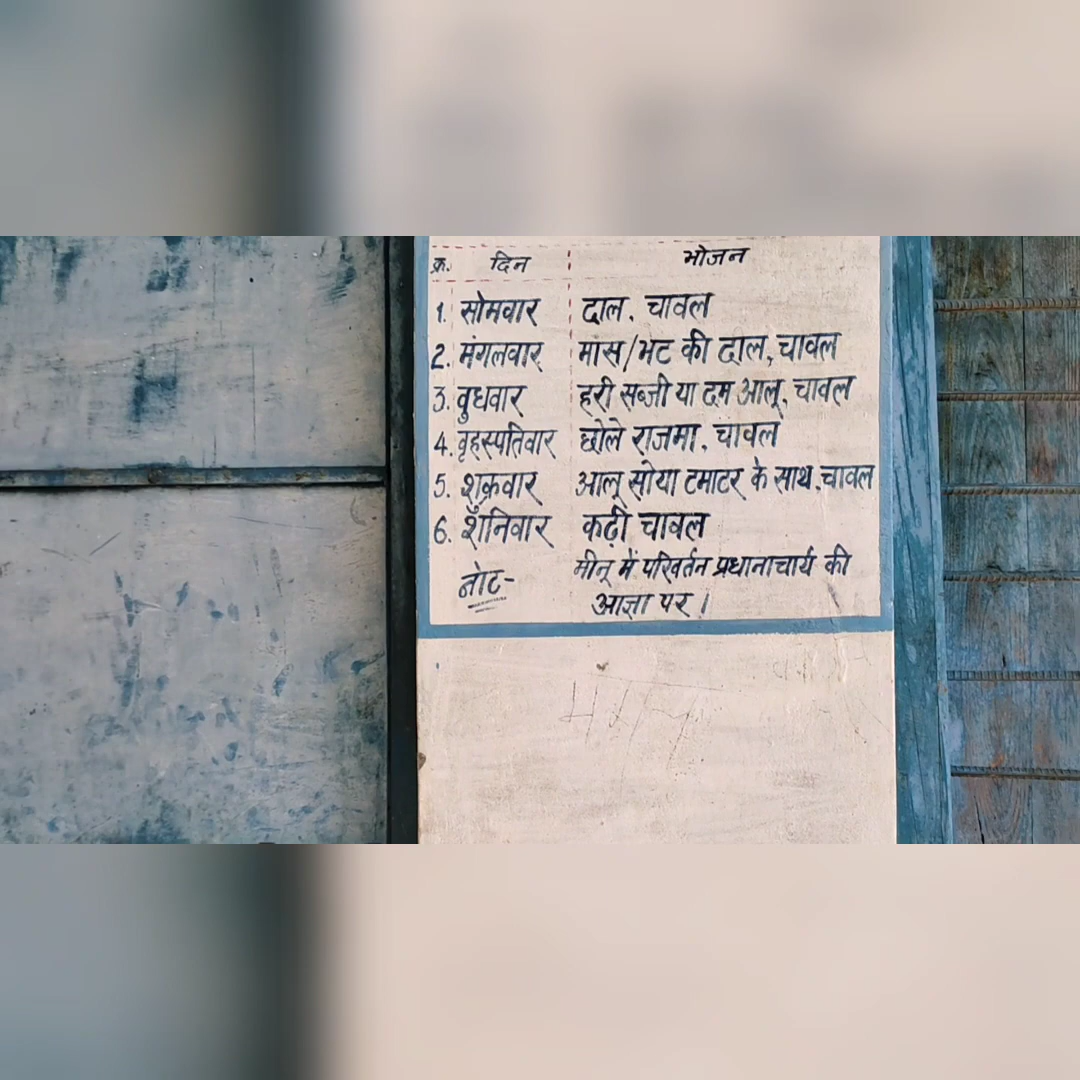 क्र. दिन भोजन
1. सोमवार दाल, चावल
2. मंगलवार मांस/भट की दाल, चावल
3. वुधवार हरी सब्जी या दम आलू, चावल
4. वृहस्पतिवार छोले राजमा, चावल
5. शुक्रवार आलू सोया टमाटर के साथ, चावल
6. शनिवार कढ़ी चावल
नोट- मीनू में परिवर्तन प्रधानाचार्य की
आज्ञा पर।